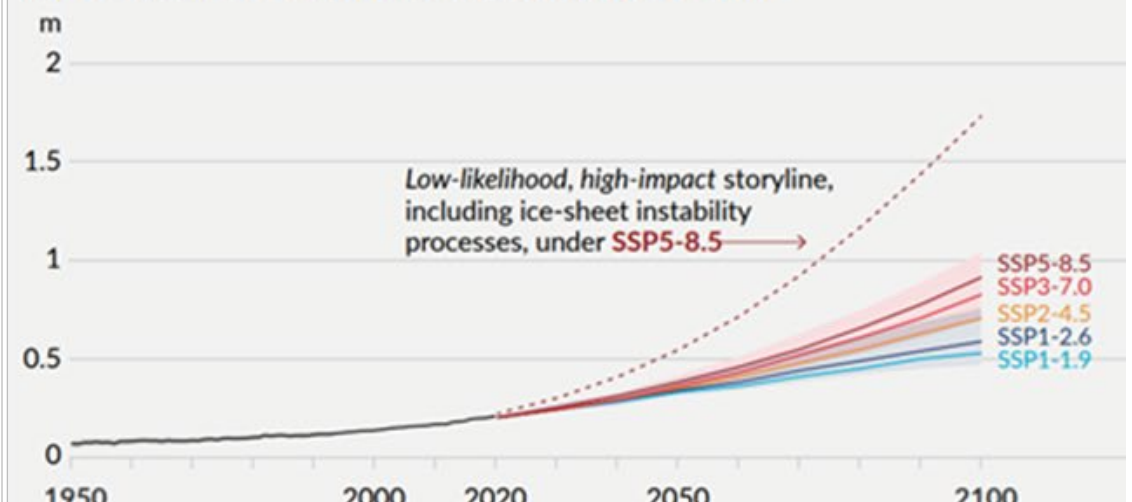 m
2
1.5
Low-likelihood, high-impact storyline,
including ice-sheet instability
processes, under SSP5-8.5
1
SSP5-8.5
SSP3-7.0
SSP2-4.5
SSP1-2.6
SSP1-1.9
0.5
0
1950 2000 2020 2050 2100